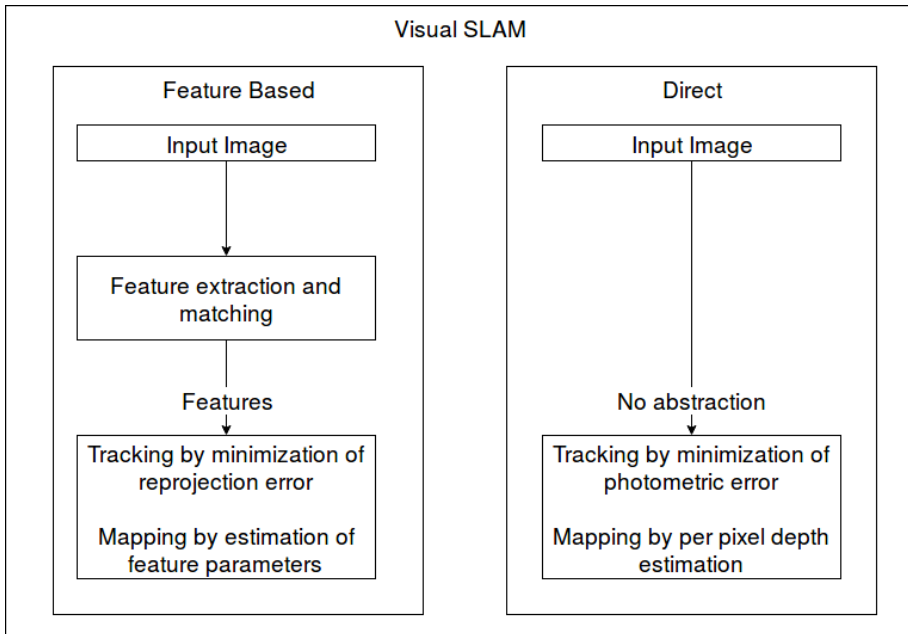 Visual SLAM
Feature Based
Input Image
Feature extraction and
matching
Features
Tracking by minimization of
reprojection error
Mapping by estimation of
feature parameters
Direct
Input Image
No abstraction
Tracking by minimization of
photometric error
Mapping by per pixel depth
estimation